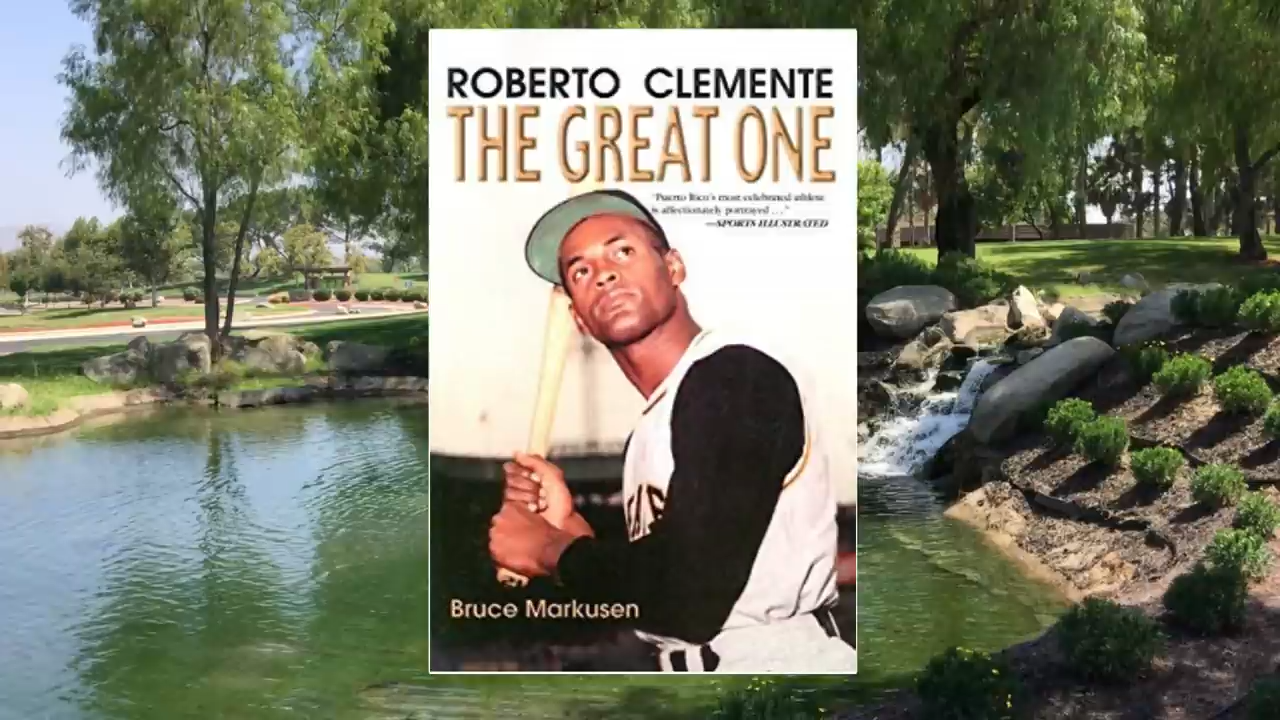 ROBERTO CLEMENTE
THE GREAT ONE
"Puerto Rico's most celebrated athlete
is affectionately portrayed . . ."
—SPORTS ILLUSTRATED
Bruce Markusen